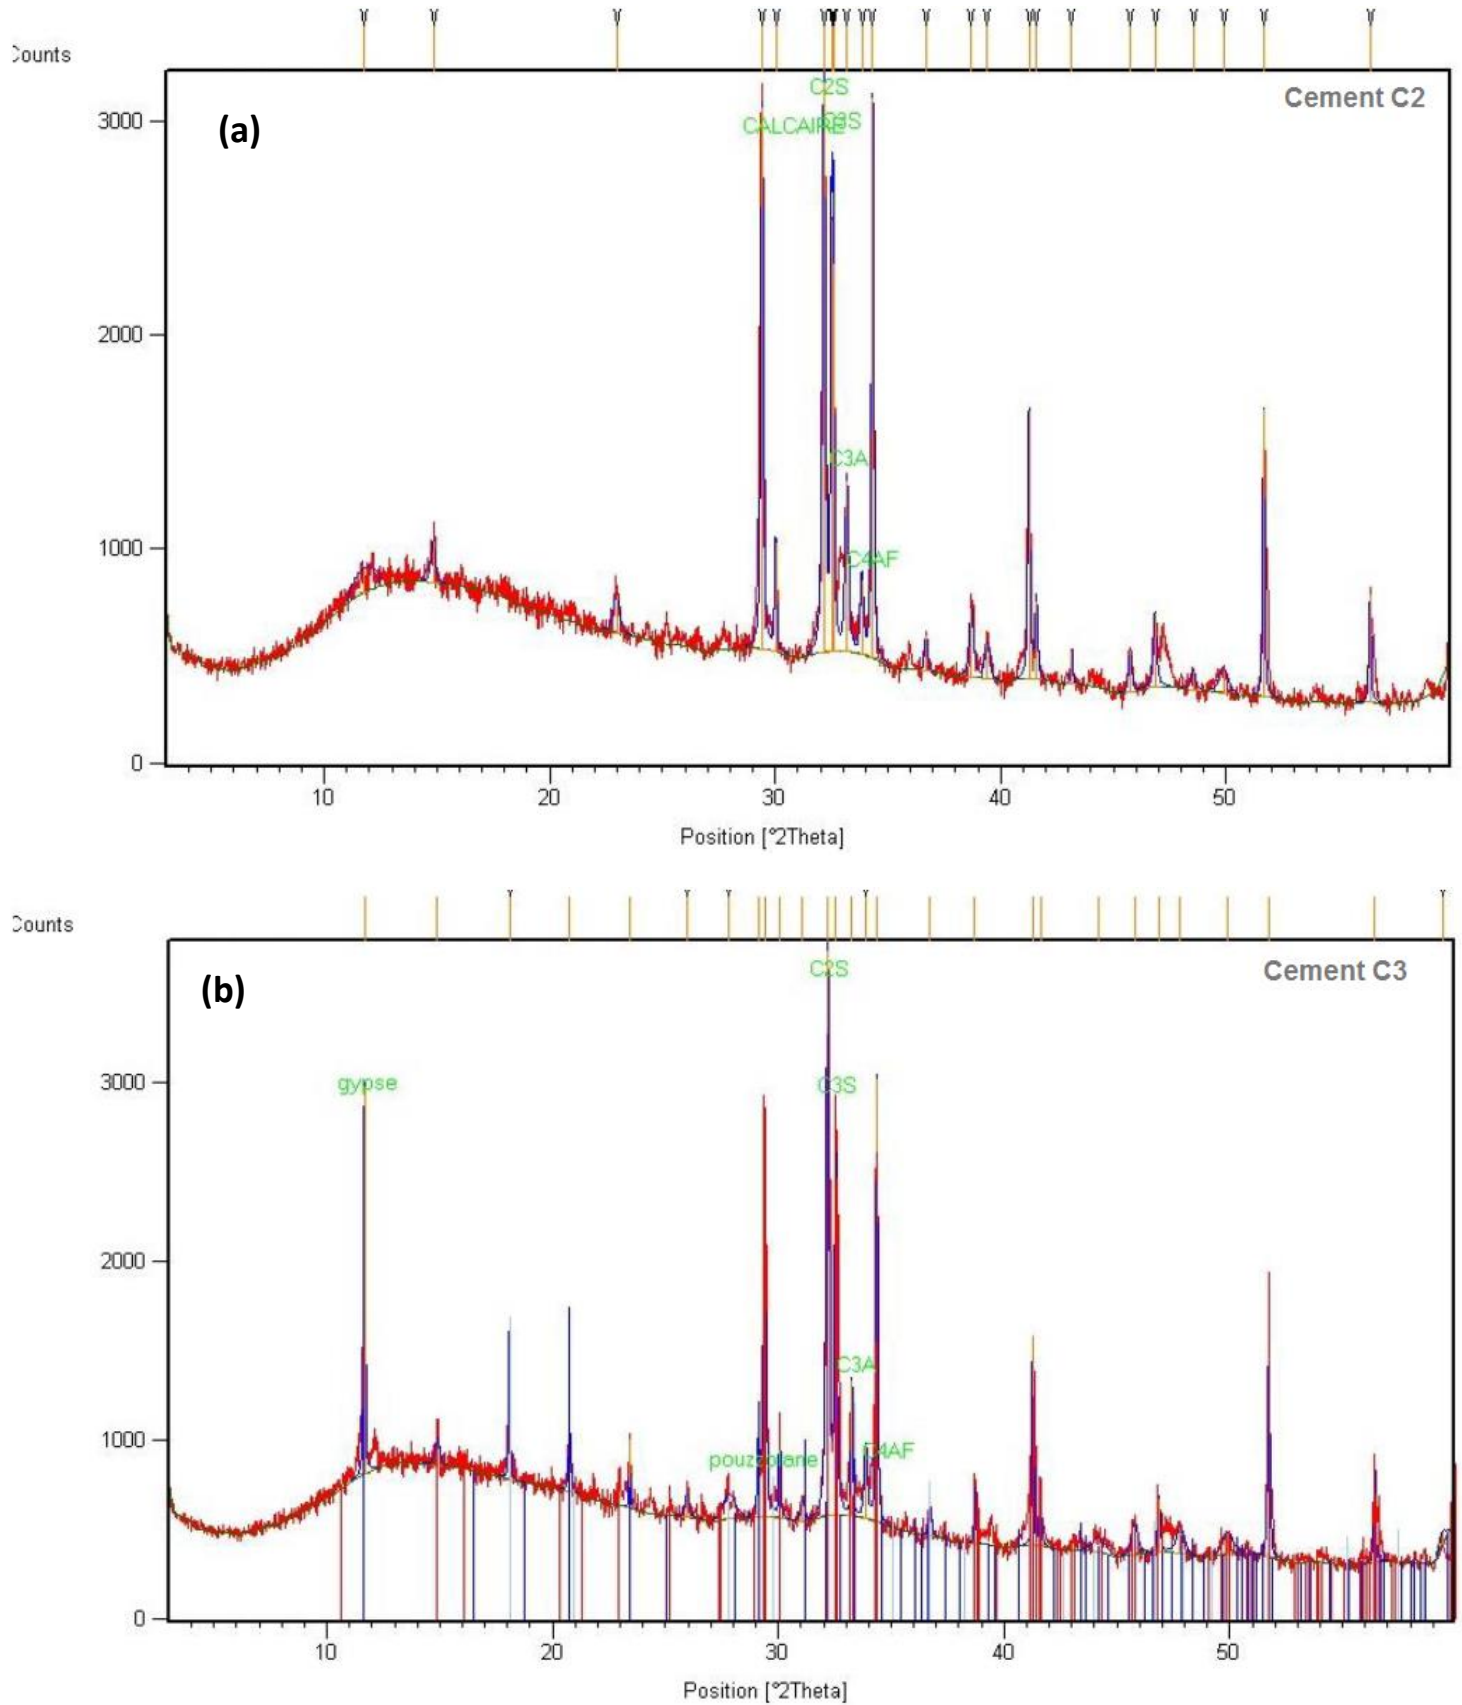 Counts
Cement C2
3000
(a)
C2S
CALCAIRE
C3S
2000
C3A
1000
C4AF
0
10 20 30 40 50
Position [°2Theta]
Counts
Cement C3
(b)
C2S
3000
gypse
C3S
2000
C3A
1000
C4AF
pouzzolane
0
10 20 30 40 50
Position [°2Theta]